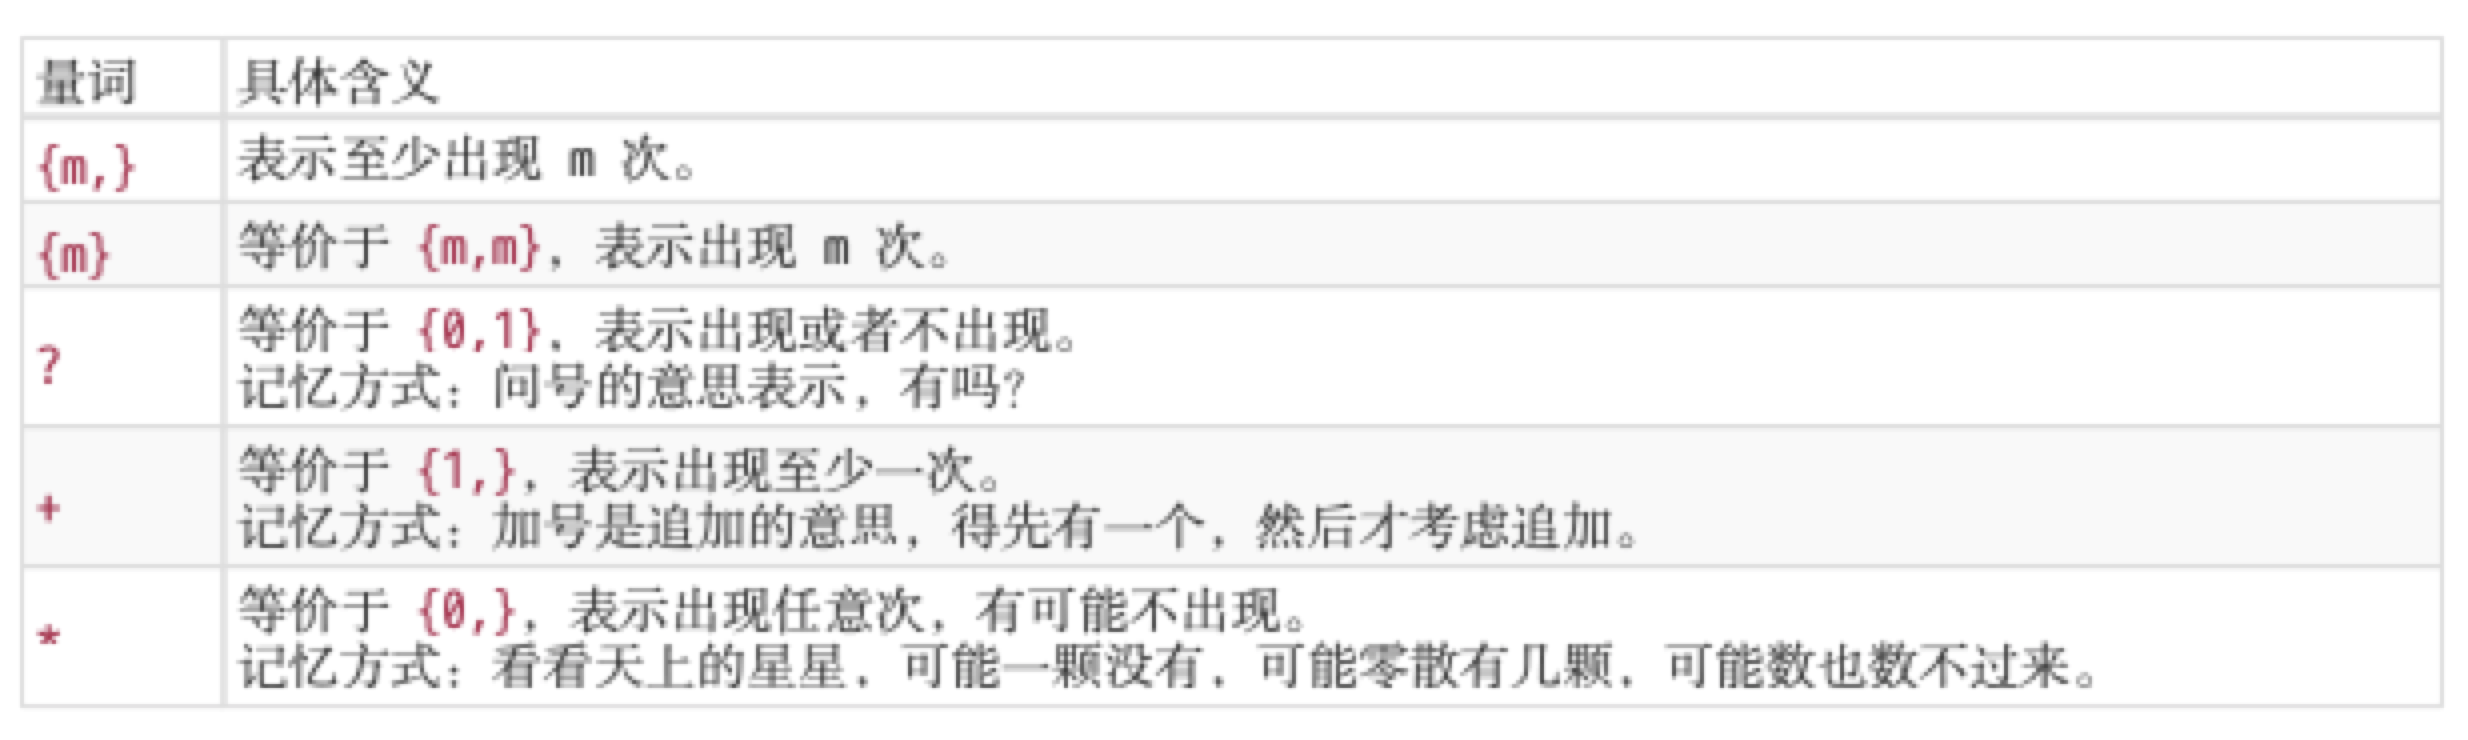 量词 具体含义
{m,} 表示至少出现 m 次。
{m} 等价于 {m,m}，表示出现 m 次。
? 等价于 {0,1}，表示出现或者不出现。
记忆方式：问号的意思表示，有吗？
+ 等价于 {1,}，表示出现至少一次。
记忆方式：加号是追加的意思，得先有一个，然后才考虑追加。
* 等价于 {0,}，表示出现任意次，有可能不出现。
记忆方式：看看天上的星星，可能一颗没有，可能零散有几颗，可能数也数不过来。